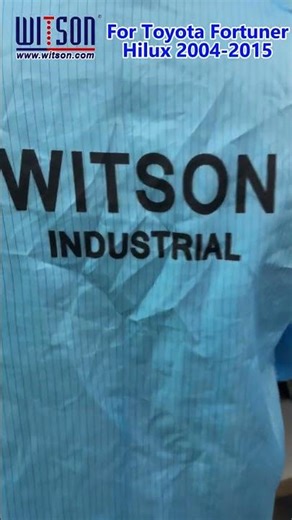 WITSON®
www.witson.com
For Toyota Fortuner
Hilux 2004-2015
WITSON
INDUSTRIAL